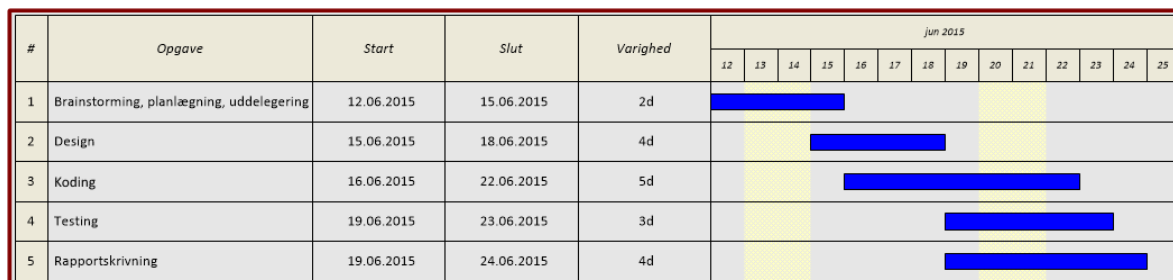 # Opgave Start Slut Varighed jun 2015
12 13 14 15 16 17 18 19 20 21 22 23 24 25
1 Brainstorming, planlægning, uddelegering 12.06.2015 15.06.2015 2d
2 Design 15.06.2015 18.06.2015 4d
3 Koding 16.06.2015 22.06.2015 5d
4 Testing 19.06.2015 23.06.2015 3d
5 Rapportskrivning 19.06.2015 24.06.2015 4d